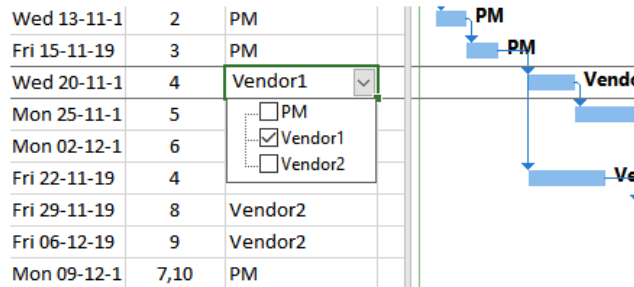 Wed 13-11-1 2 PM PM
Fri 15-11-19 3 PM PM
Wed 20-11-1 4 Vendor1
Mon 25-11-1 5 PM
Vendor1
Mon 02-12-1 6
Vendor2
Fri 22-11-19 4
Fri 29-11-19 8 Vendor2
Fri 06-12-19 9 Vendor2
Mon 09-12-1 7,10 PM